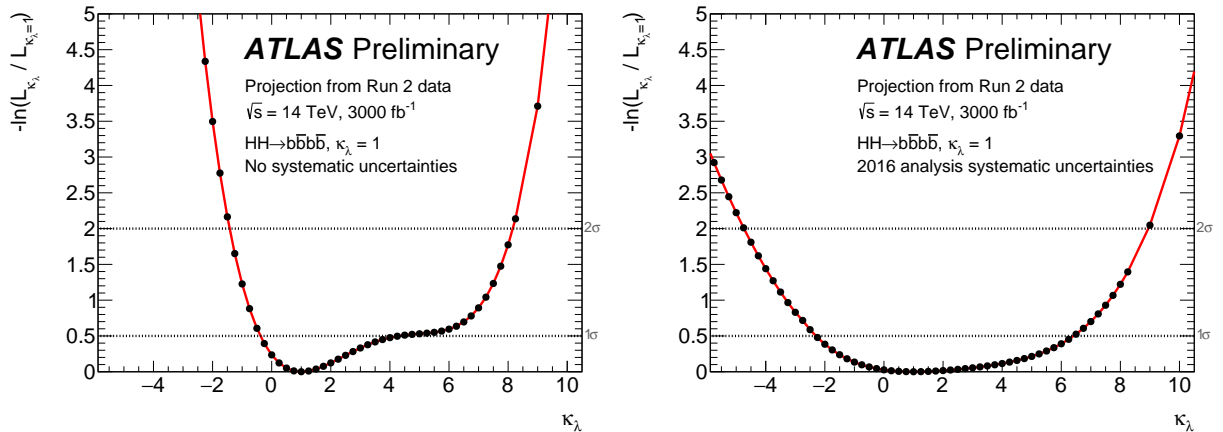 -ln(L_κλ / L_κλ=1)
5
4.5
4
3.5
3
2.5
2
1.5
1
0.5
0
ATLAS Preliminary
Projection from Run 2 data
√s = 14 TeV, 3000 fb⁻¹
HH→bb̄bb̄, κλ = 1
No systematic uncertainties
2σ
1σ
−4 −2 0 2 4 6 8 10
κλ
-ln(L_κλ / L_κλ=1)
5
4.5
4
3.5
3
2.5
2
1.5
1
0.5
0
ATLAS Preliminary
Projection from Run 2 data
√s = 14 TeV, 3000 fb⁻¹
HH→bb̄bb̄, κλ = 1
2016 analysis systematic uncertainties
2σ
1σ
−4 −2 0 2 4 6 8 10
κλ